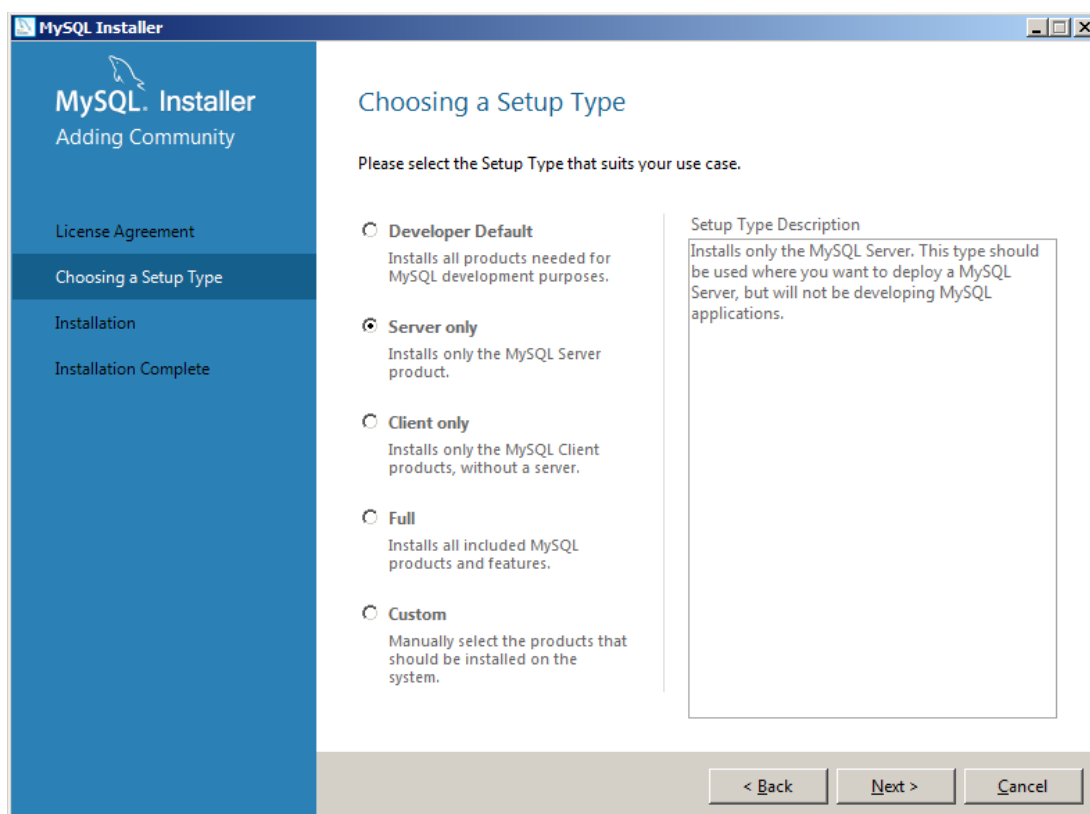 MySQL Installer
MySQL. Installer
Adding Community
License Agreement
Choosing a Setup Type
Installation
Installation Complete
Choosing a Setup Type
Please select the Setup Type that suits your use case.
Developer Default
Installs all products needed for
MySQL development purposes.
Server only
Installs only the MySQL Server
product.
Client only
Installs only the MySQL Client
products, without a server.
Full
Installs all included MySQL
products and features.
Custom
Manually select the products that
should be installed on the
system.
Setup Type Description
Installs only the MySQL Server. This type should
be used where you want to deploy a MySQL
Server, but will not be developing MySQL
applications.
< Back
Next >
Cancel